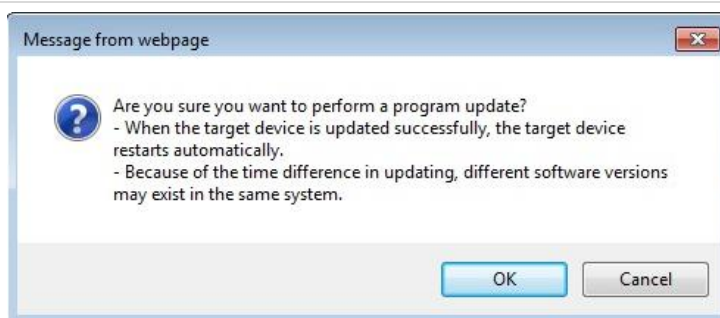 Message from webpage
Are you sure you want to perform a program update?
- When the target device is updated successfully, the target device
restarts automatically.
- Because of the time difference in updating, different software versions
may exist in the same system.
OK
Cancel